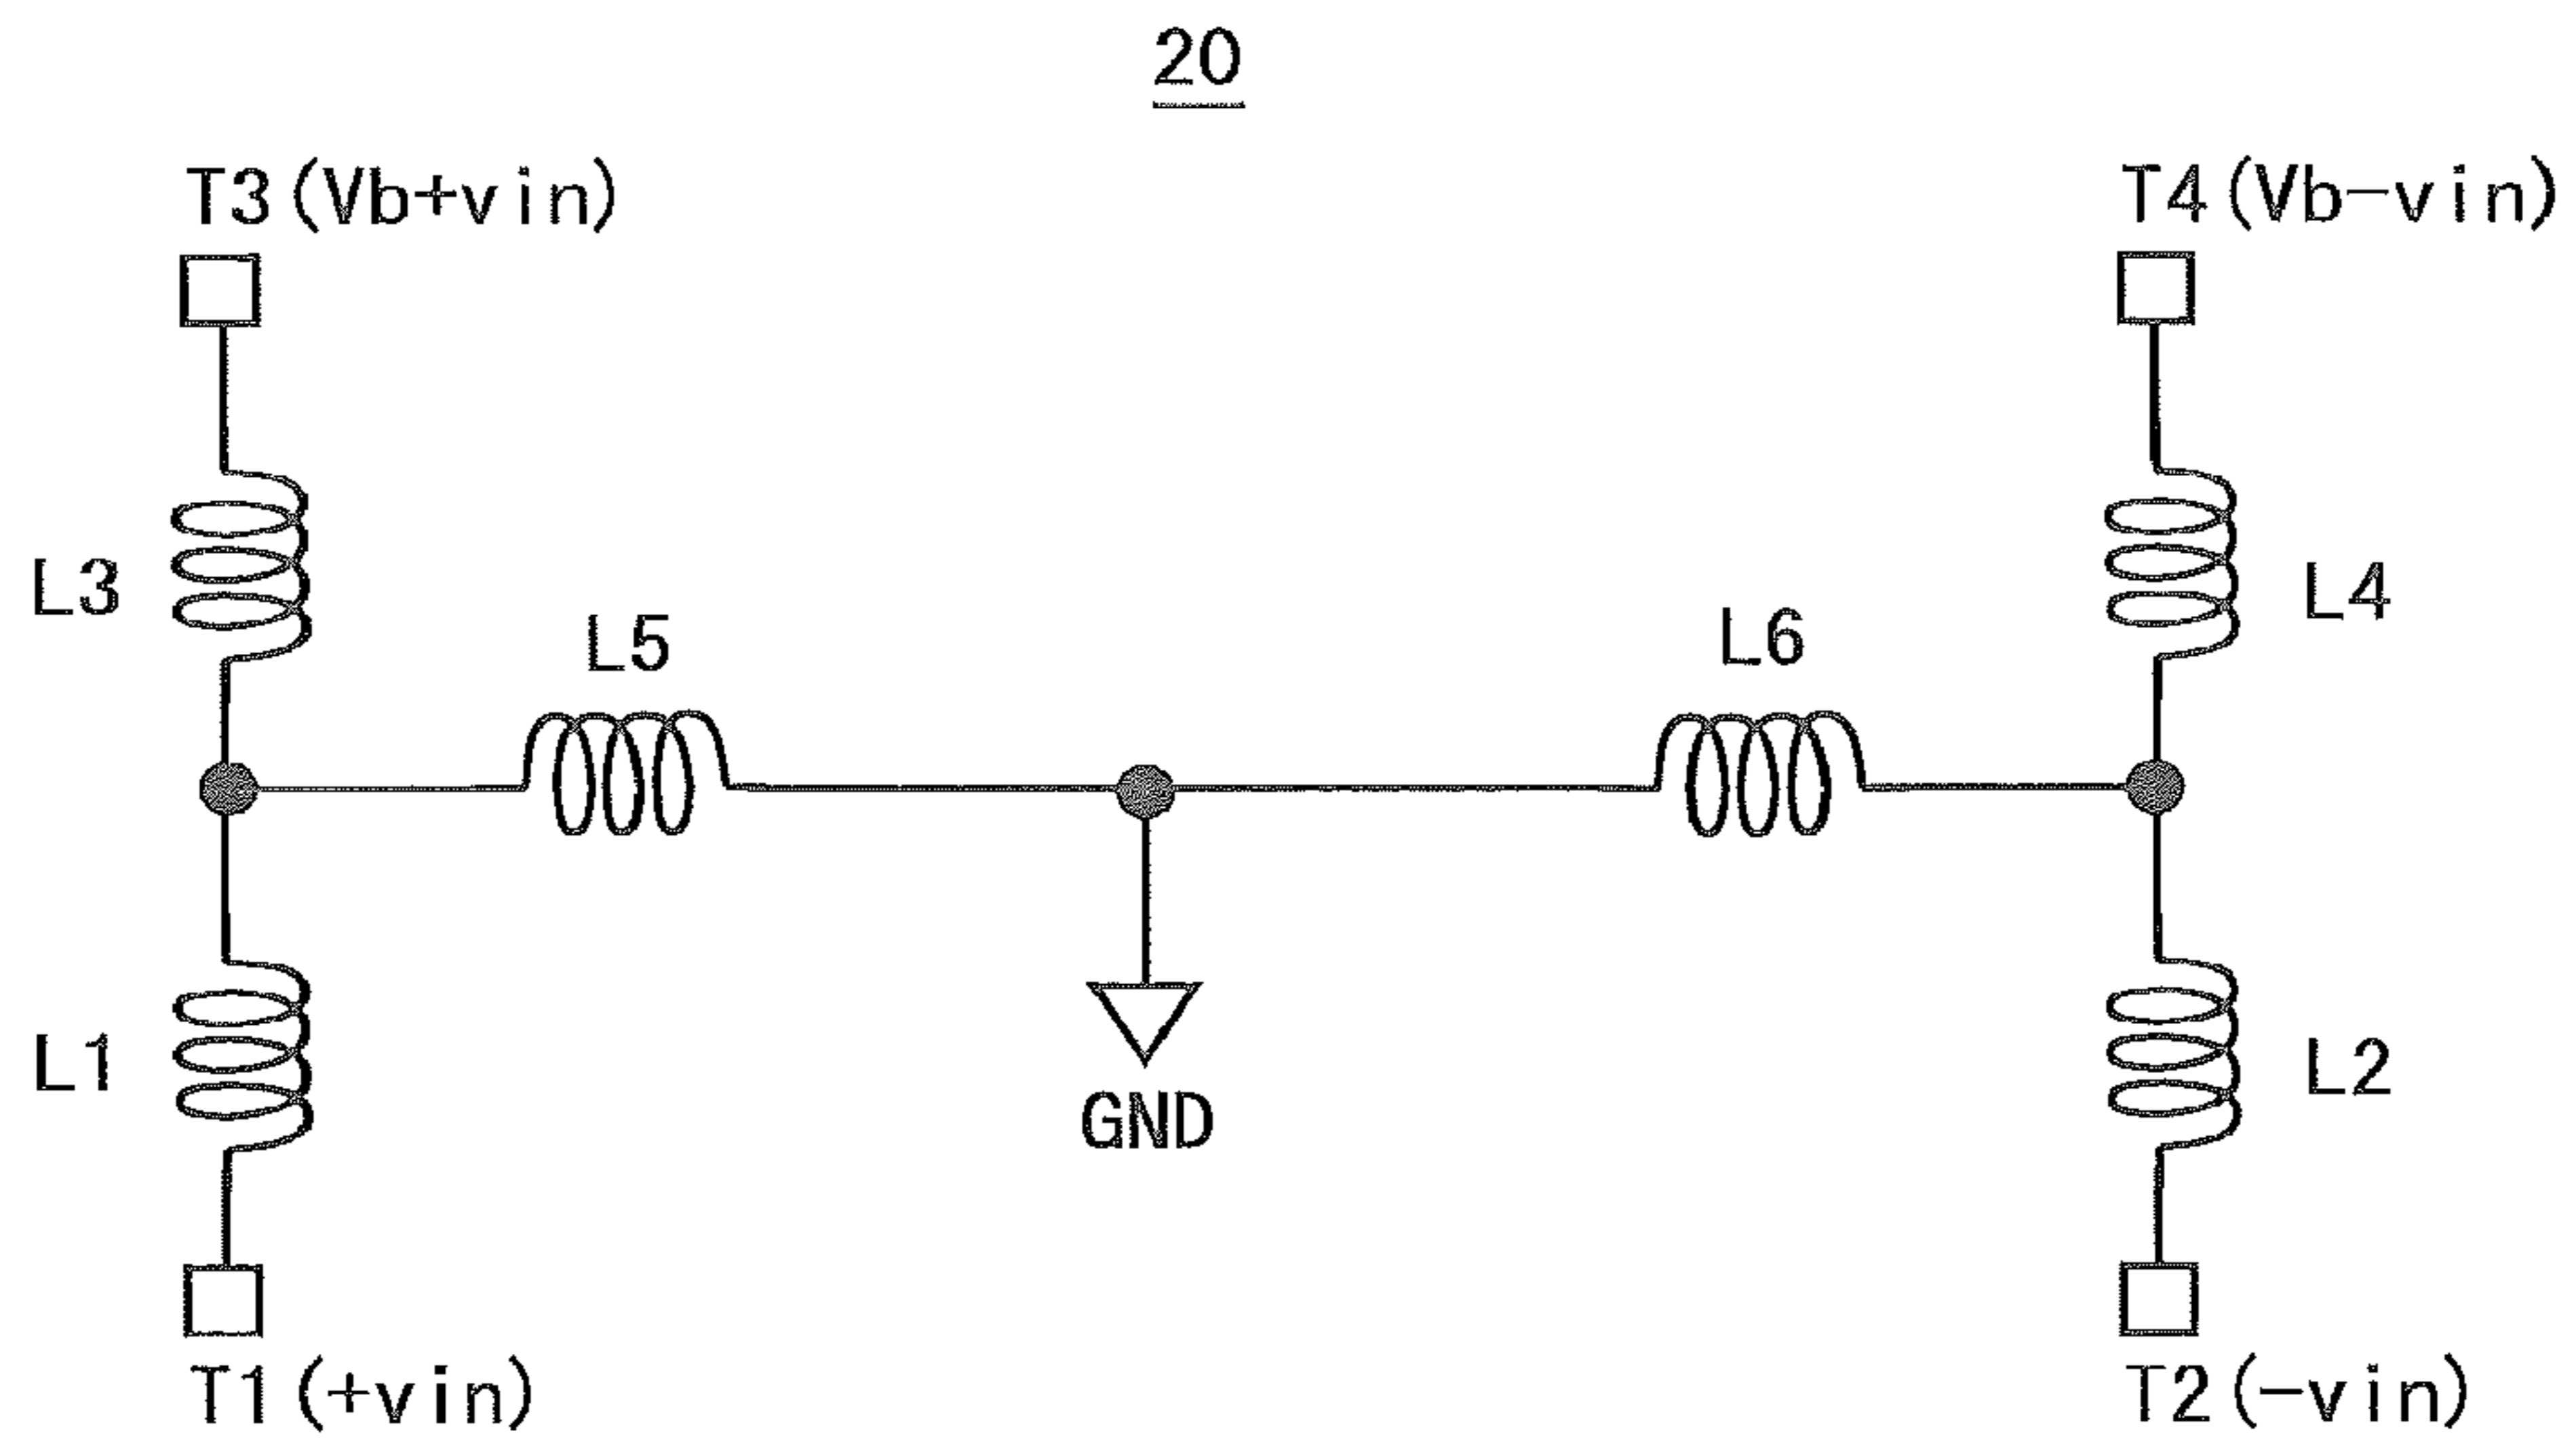 20
T3(Vb+vin)
T4(Vb-vin)
L3
L5
L6
L4
L1
GND
L2
T1(+vin)
T2(-vin)